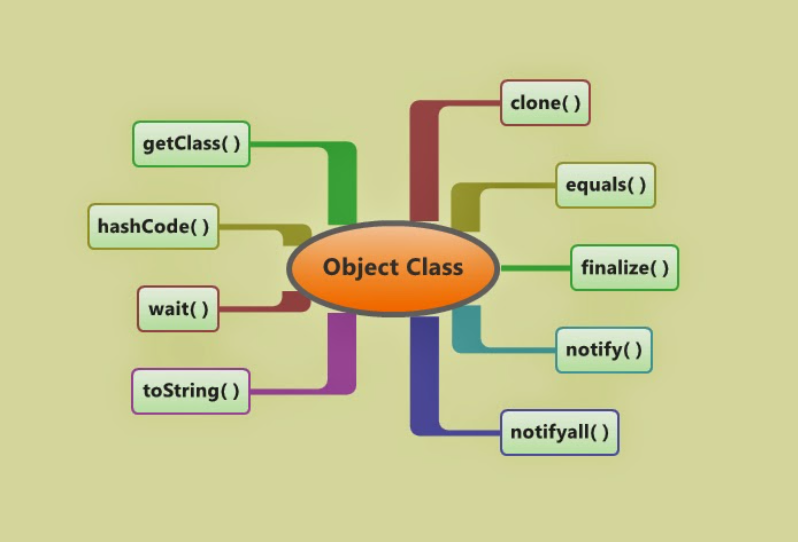 clone( )
getClass( )
equals( )
hashCode( )
Object Class
finalize( )
wait( )
notify( )
toString( )
notifyall( )